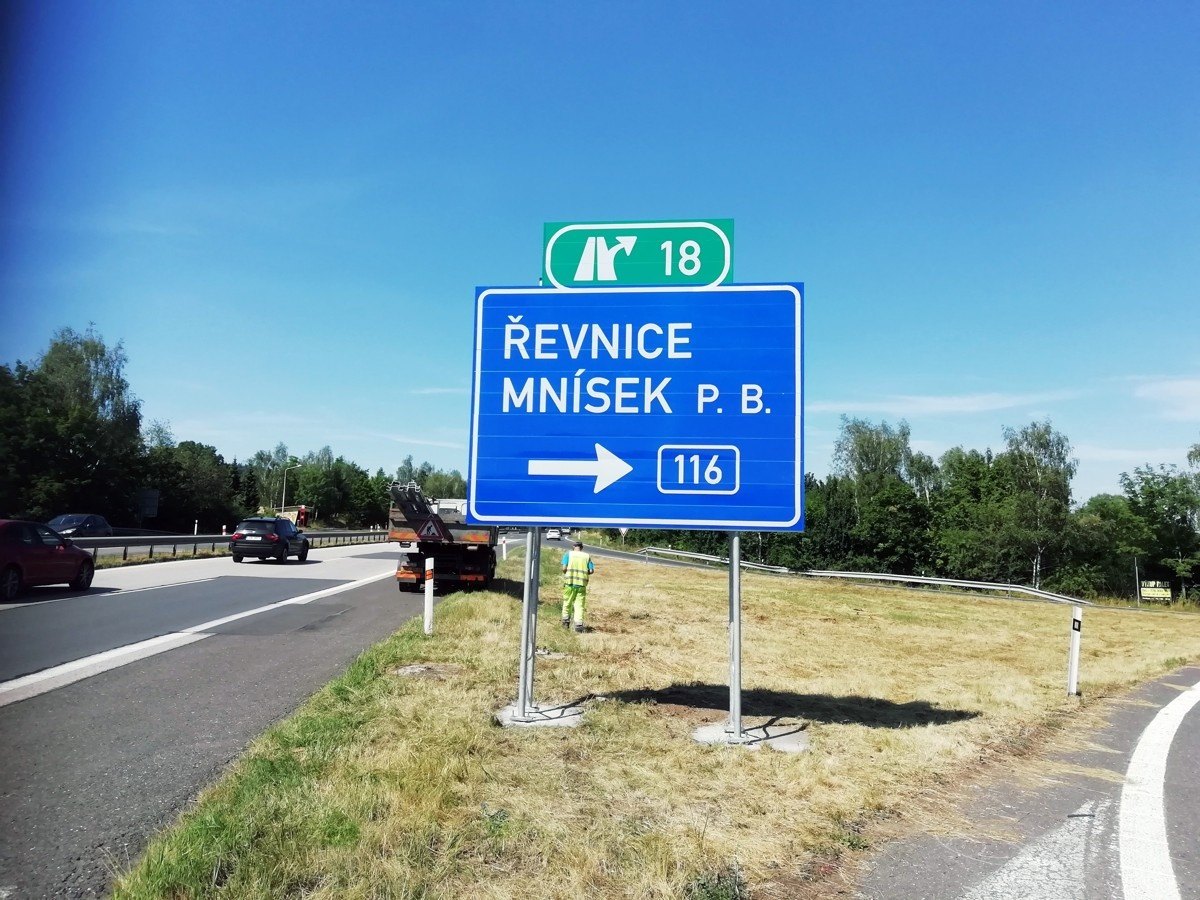 18
ŘEVNICE
MNÍSEK P. B.
116